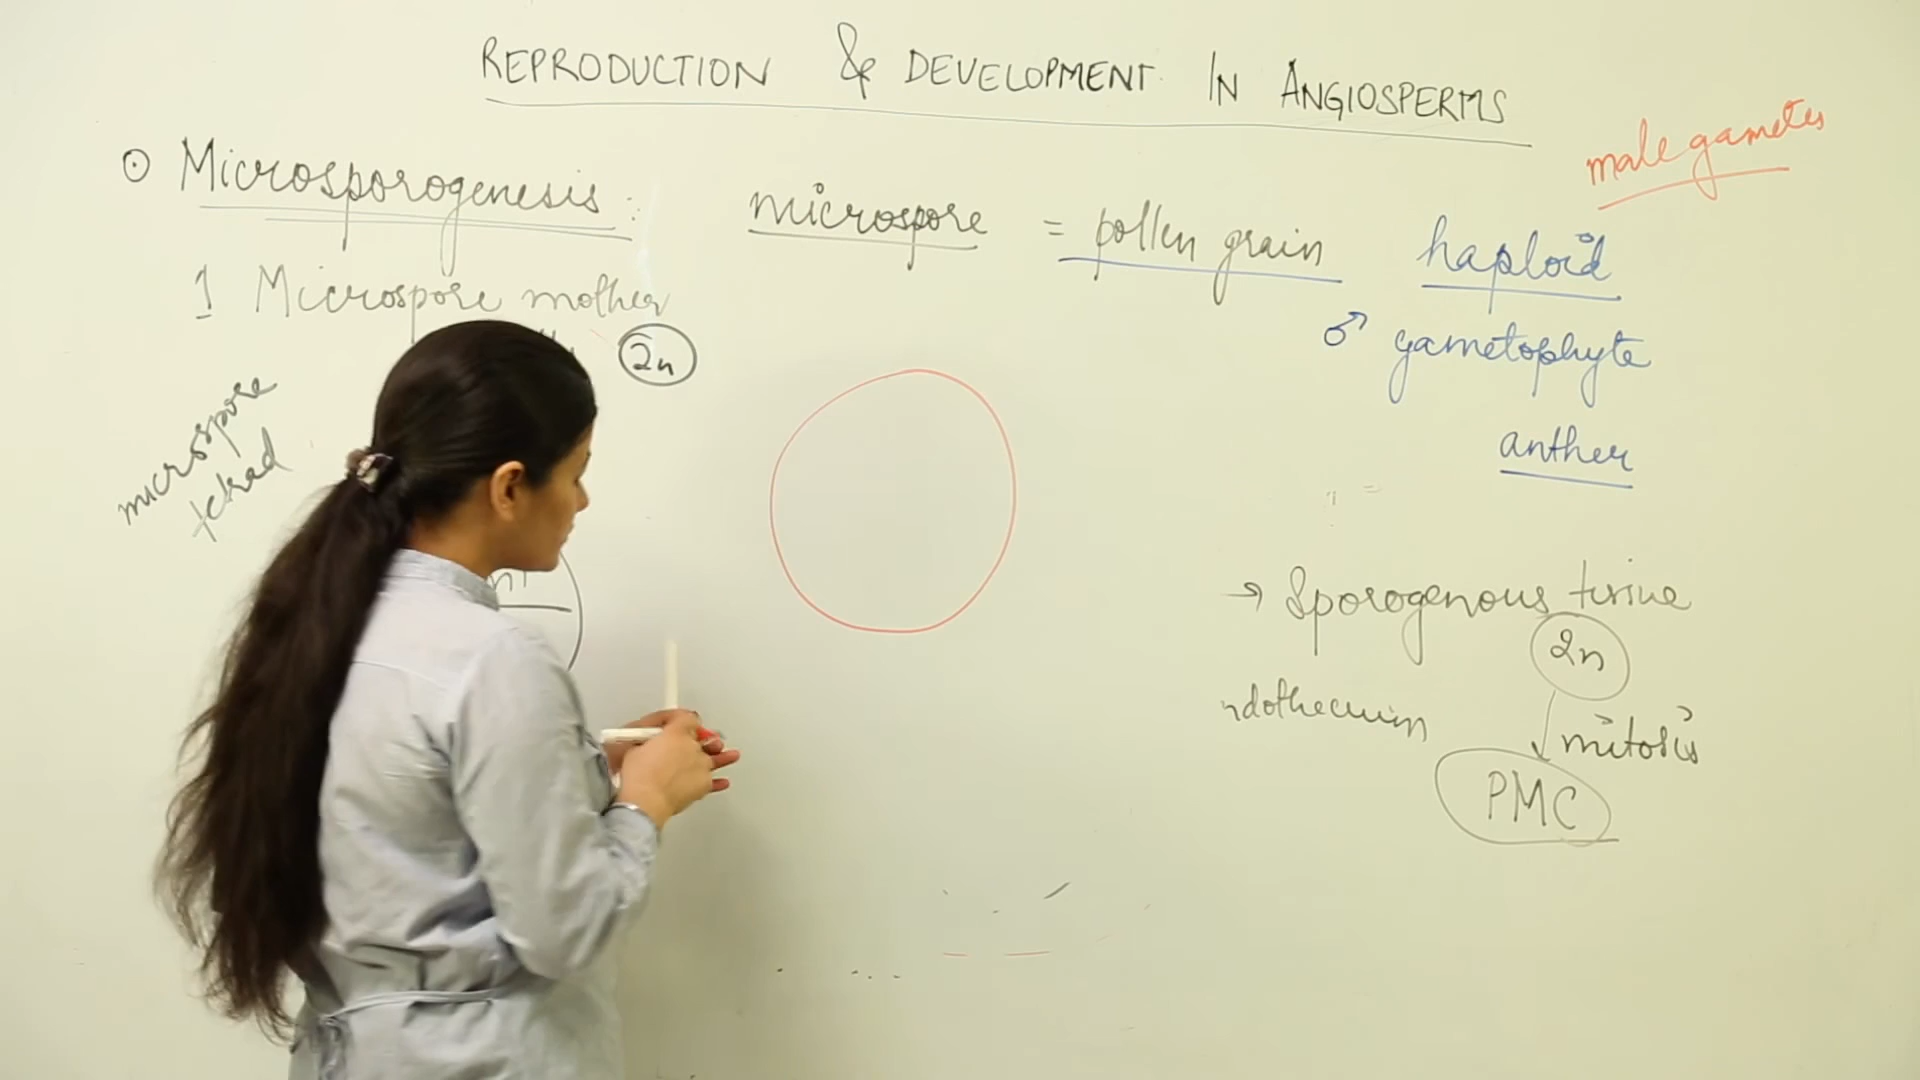 REPRODUCTION & DEVELOPMENT IN ANGIOSPERMS
male gametes
⊙ Microsporogenesis :
microspore = pollen grain
haploid
♂ gametophyte
anther
1 Microspore mother
2n
microspore
tetrad
→ Sporogenous tissue
2n
mitosis
PMC
ndothecium